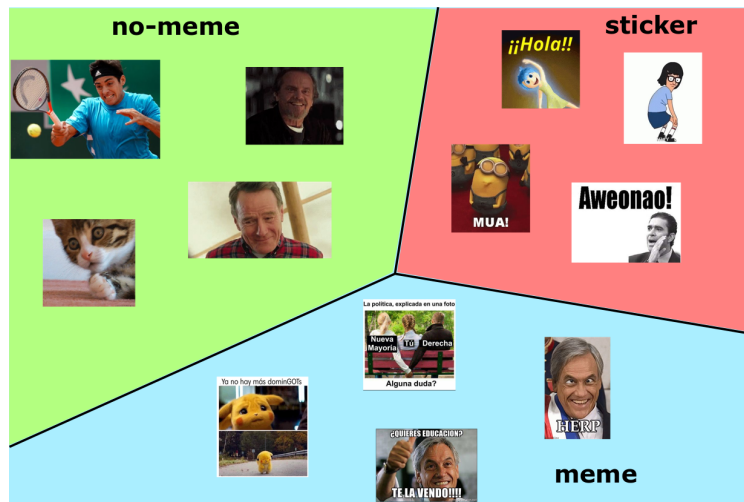 no-meme
sticker
¡¡Hola!!
MUA!
Aweonao!
La política, explicada en una foto
Nueva
Mayoría
Tú
Derecha
Alguna duda?
Ya no hay más dominGOTs
HERP
¿QUIERES EDUCACIÓN?
TE LA VENDO!!!!
meme